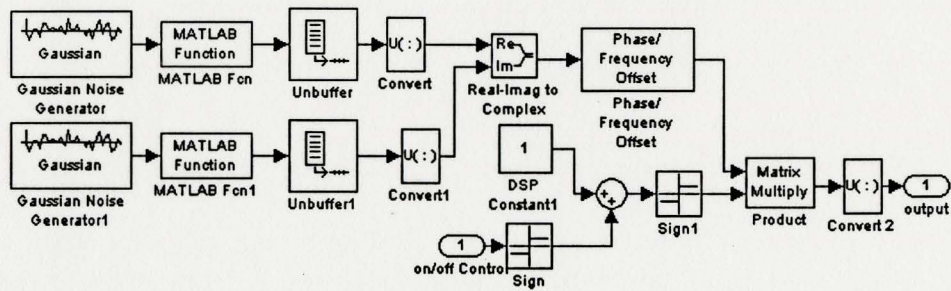 Gaussian
Gaussian Noise
Generator
MATLAB
Function
MATLAB Fcn
Unbuffer
U(:)
Convert
Re
Im
Real-Imag to
Complex
Phase/
Frequency
Offset
Phase/
Frequency
Offset
Gaussian
Gaussian Noise
Generator1
MATLAB
Function
MATLAB Fcn1
Unbuffer1
U(:)
Convert1
1
DSP
Constant1
1
on/off Control
Sign
+
+
Sign1
Matrix
Multiply
Product
U(:)
Convert 2
1
output